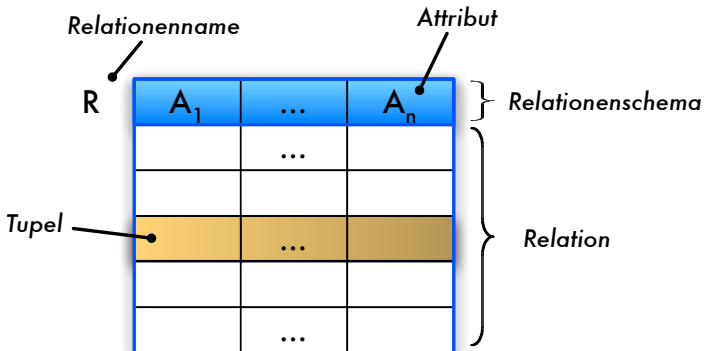 Relationenname
Attribut
R
A1 ... An
Relationenschema
...
Tupel
...
Relation
...